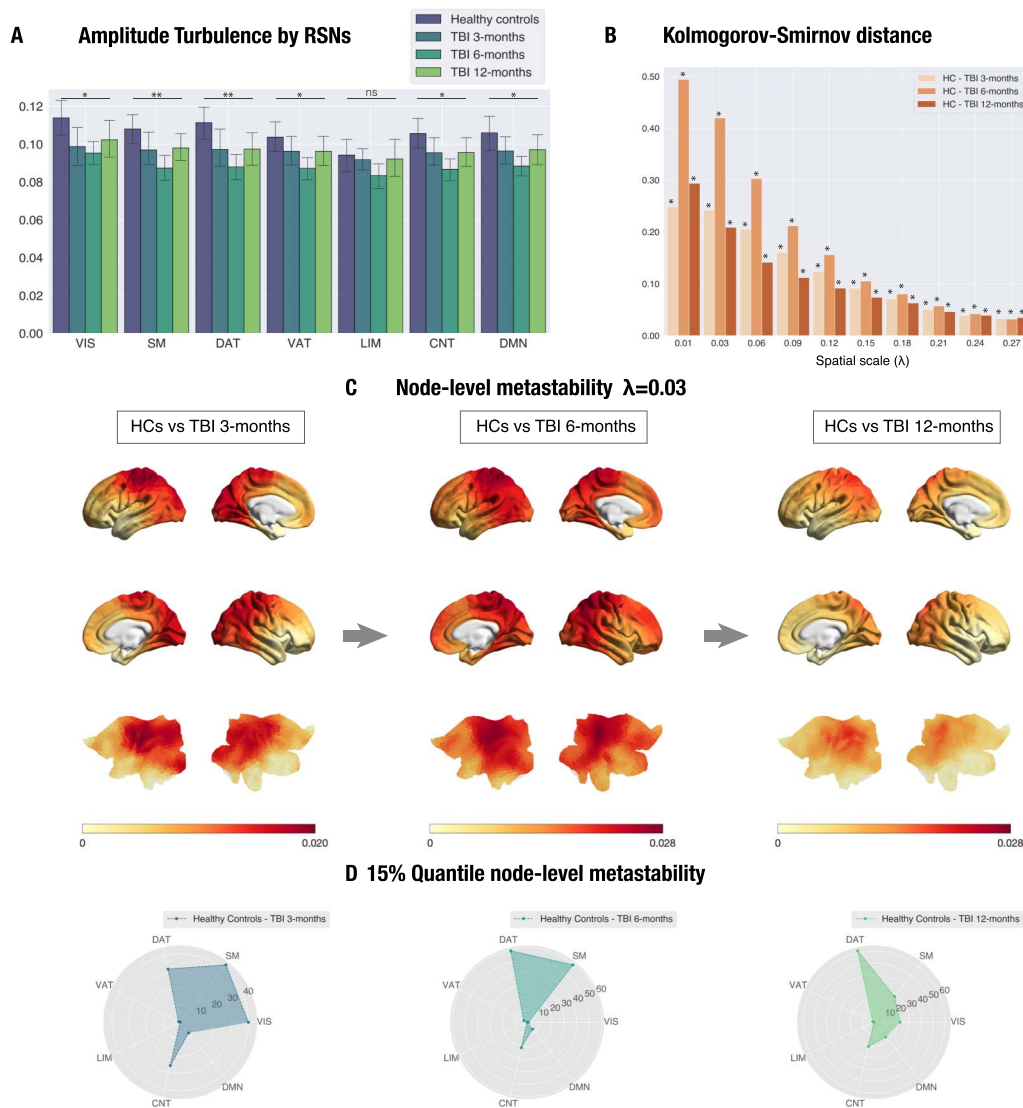 A Amplitude Turbulence by RSNs
Healthy controls
TBI 3-months
TBI 6-months
TBI 12-months
* ** ** * ns * *
0.12
0.10
0.08
0.06
0.04
0.02
0.00
VIS SM DAT VAT LIM CNT DMN
B Kolmogorov-Smirnov distance
HC - TBI 3-months
HC - TBI 6-months
HC - TBI 12-months
0.50
0.40
0.30
0.20
0.10
0.00
* * * * * * * * * * * * * * * * * * * * * * * * * * * * * *
0.01 0.03 0.06 0.09 0.12 0.15 0.18 0.21 0.24 0.27
Spatial scale (λ)
C Node-level metastability λ=0.03
HCs vs TBI 3-months
HCs vs TBI 6-months
HCs vs TBI 12-months
0 0.020
0 0.028
0 0.028
D 15% Quantile node-level metastability
Healthy Controls - TBI 3-months
DAT
SM
VAT
10 20 30 40
VIS
LIM
DMN
CNT
Healthy Controls - TBI 6-months
DAT
SM
VAT
10 20 30 40 50 60
VIS
LIM
DMN
CNT
Healthy Controls - TBI 12-months
DAT
SM
VAT
10 20 30 40 50 60
VIS
LIM
DMN
CNT